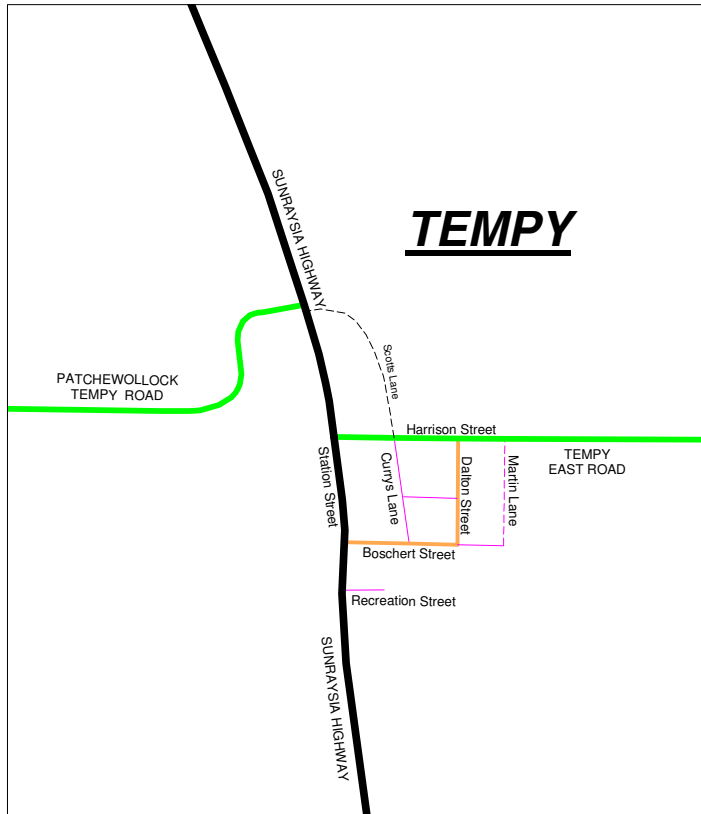 SUNRAYSIA HIGHWAY
TEMPY
Scotts Lane
PATCHEWOLLOCK
TEMPY ROAD
Harrison Street
TEMPY
EAST ROAD
Station Street
Currys Lane
Dalton Street
Martin Lane
Boschert Street
Recreation Street
SUNRAYSIA HIGHWAY